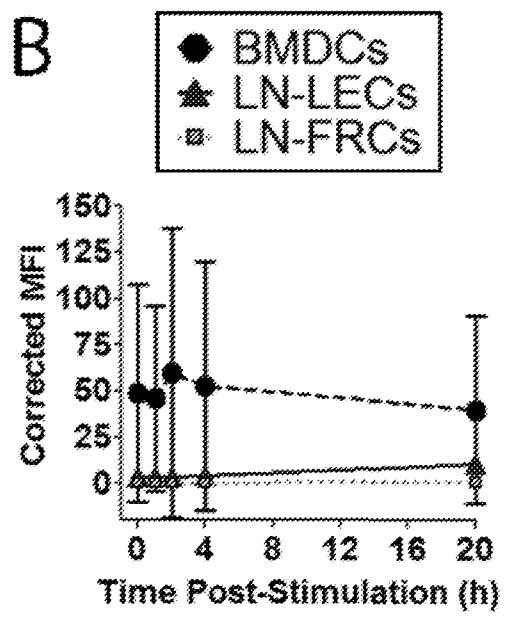 B
BMDCs
LN-LECs
LN-FRCs
150
125
100
75
50
25
0
Corrected MFI
0 4 8 12 16 20
Time Post-Stimulation (h)